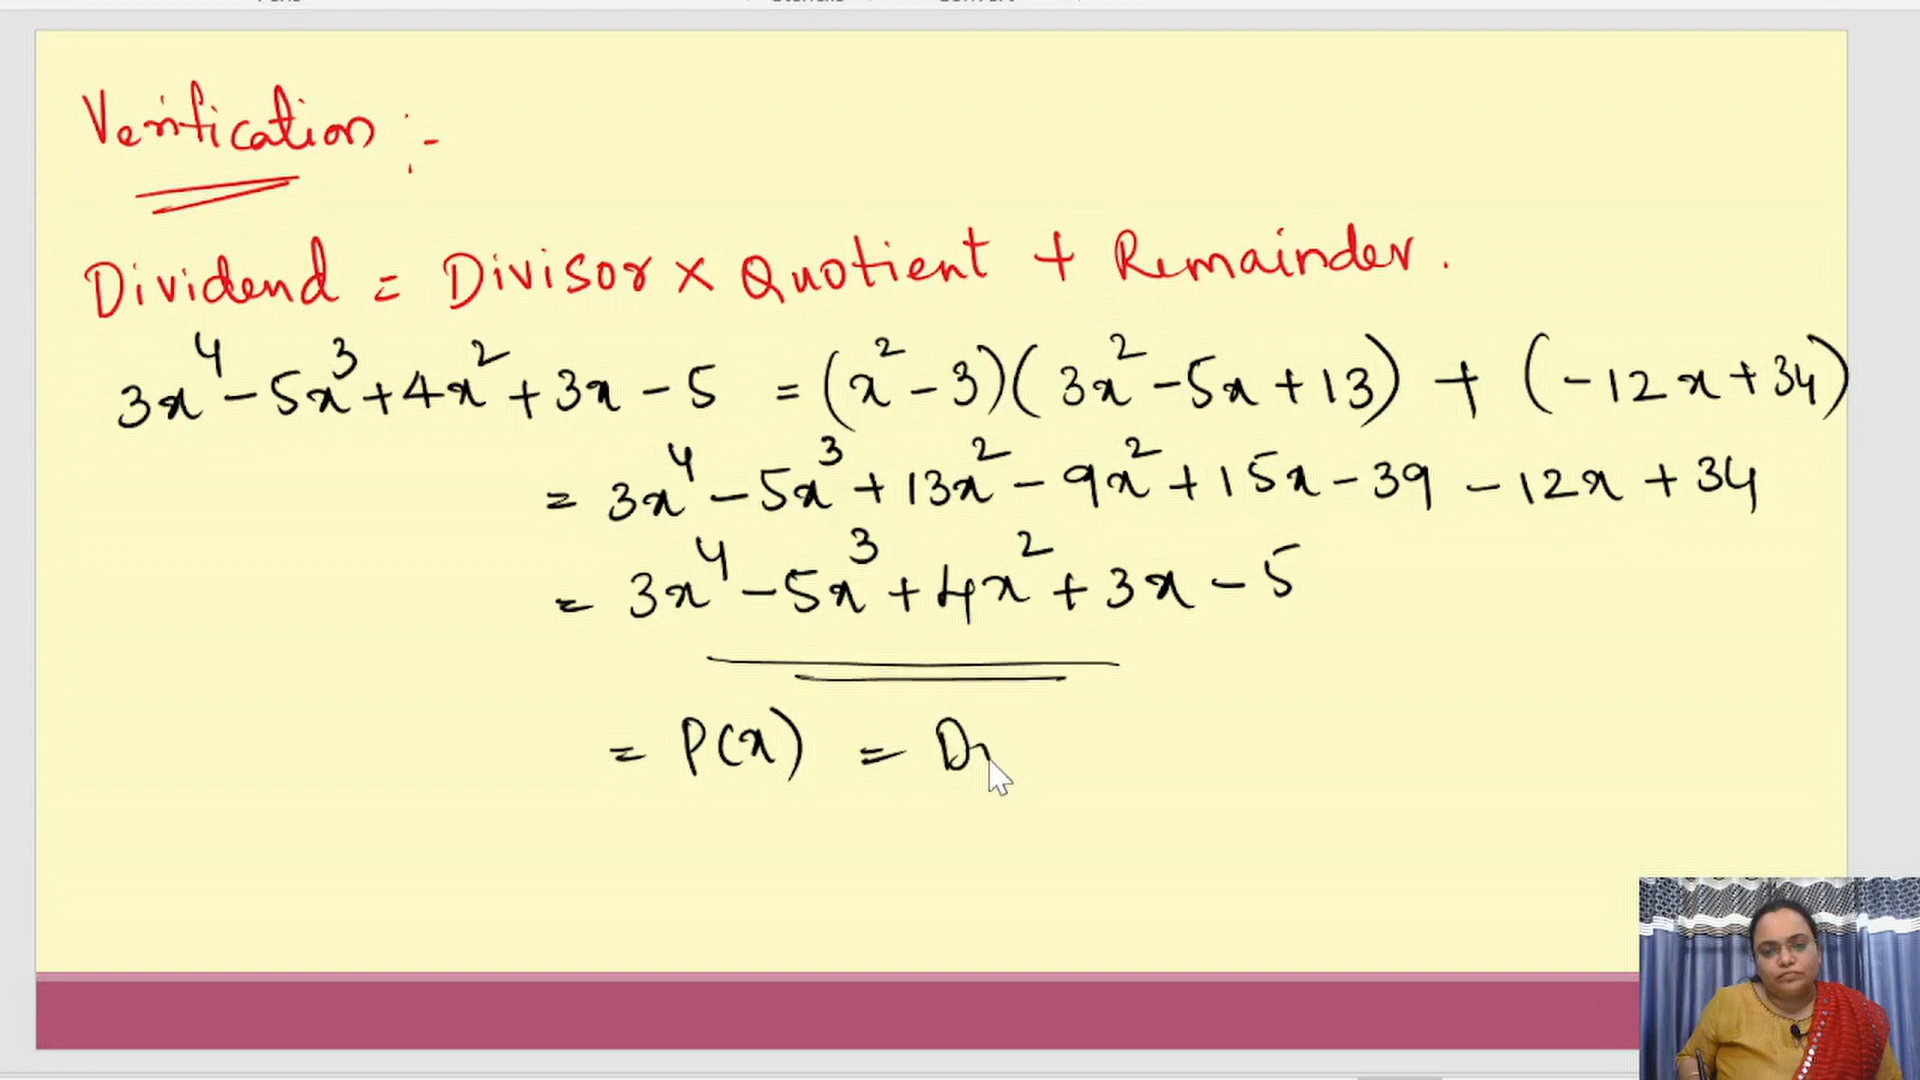 Verification :-
Dividend = Divisor × Quotient + Remainder.
3x⁴ - 5x³ + 4x² + 3x - 5 = (x² - 3)(3x² - 5x + 13) + (-12x + 34)
= 3x⁴ - 5x³ + 13x² - 9x² + 15x - 39 - 12x + 34
= 3x⁴ - 5x³ + 4x² + 3x - 5
= P(x) = Di